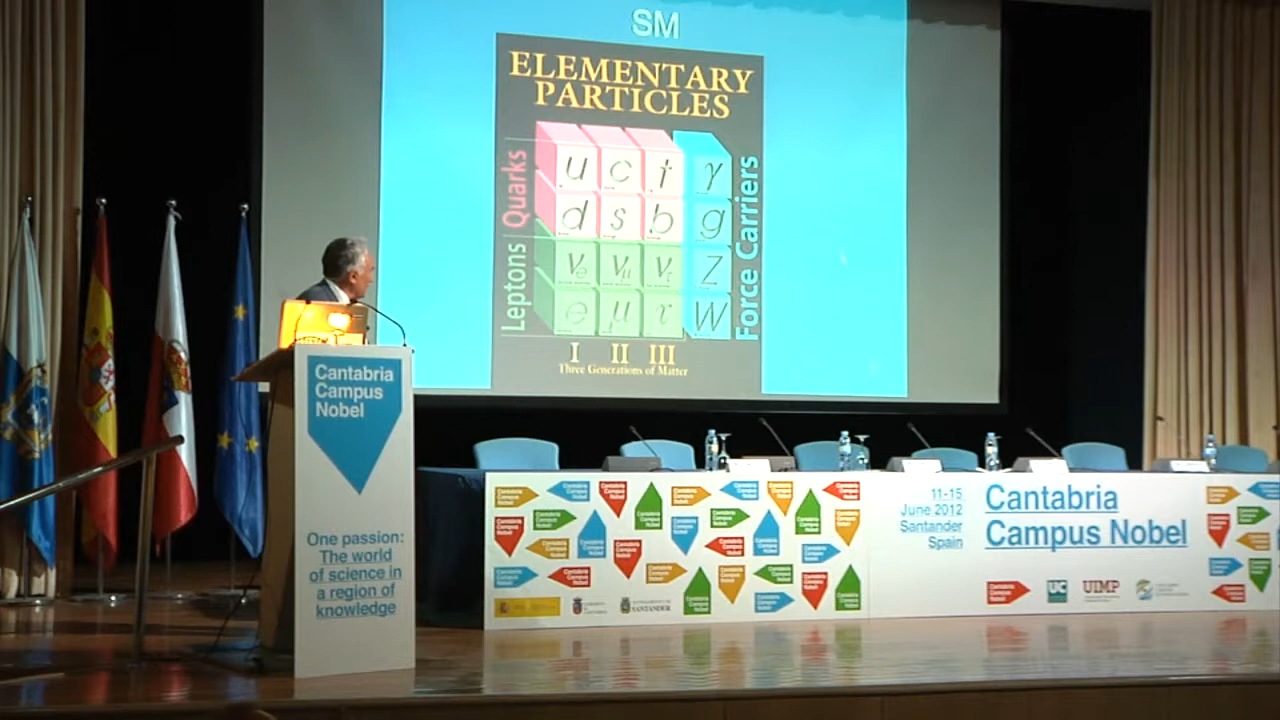 SM
ELEMENTARY
PARTICLES
Quarks
Leptons
Force Carriers
u c t γ
d s b g
νe νμ ντ Z
e μ τ W
I II III
Three Generations of Matter
Cantabria
Campus
Nobel
One passion:
The world
of science in
a region of
knowledge
11-15
June 2012
Santander
Spain
Cantabria
Campus Nobel
UC
UIMP
SANTANDER